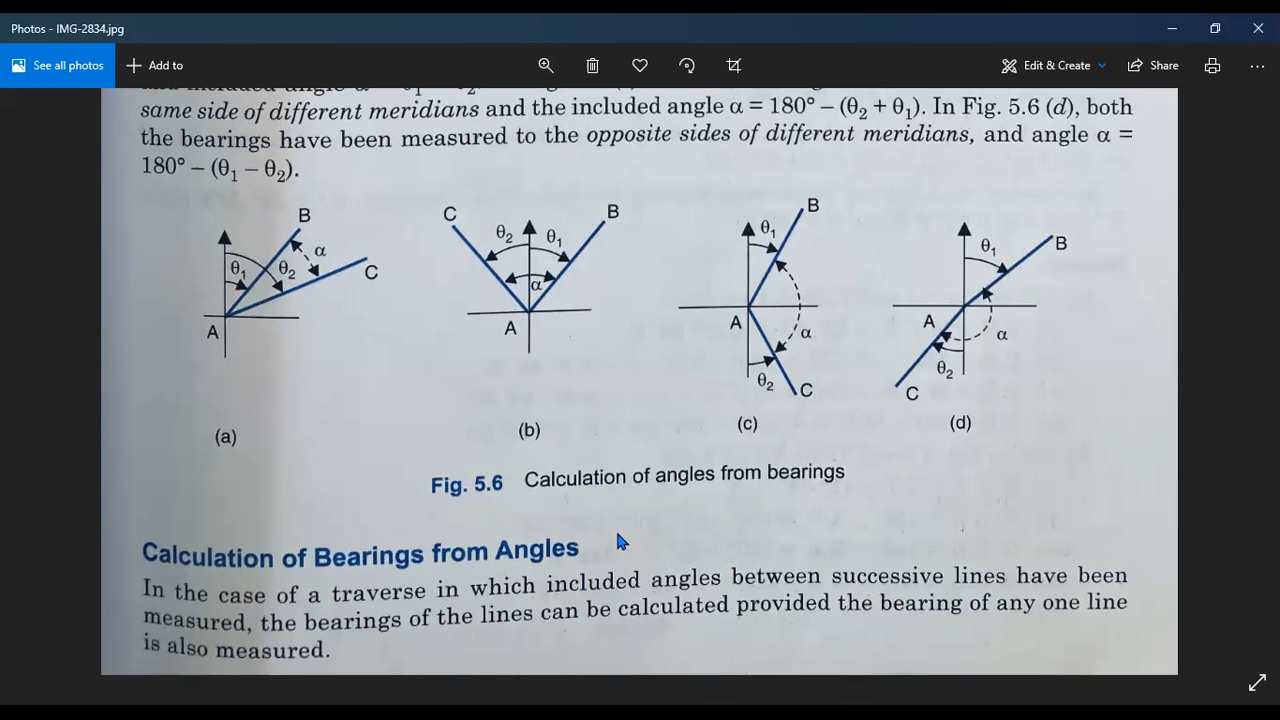 Photos - IMG-2834.jpg
See all photos
Add to
Edit & Create
Share
same side of different meridians and the included angle α = 180° – (θ₂ + θ₁). In Fig. 5.6 (d), both
the bearings have been measured to the opposite sides of different meridians, and angle α =
180° – (θ₁ – θ₂).
B
θ₁
θ₂
α
C
A
(a)
C
B
θ₂
θ₁
α
A
(b)
B
θ₁
A
α
θ₂
C
(c)
B
θ₁
A
α
θ₂
C
(d)
Fig. 5.6 Calculation of angles from bearings
Calculation of Bearings from Angles
In the case of a traverse in which included angles between successive lines have been
measured, the bearings of the lines can be calculated provided the bearing of any one line
is also measured.